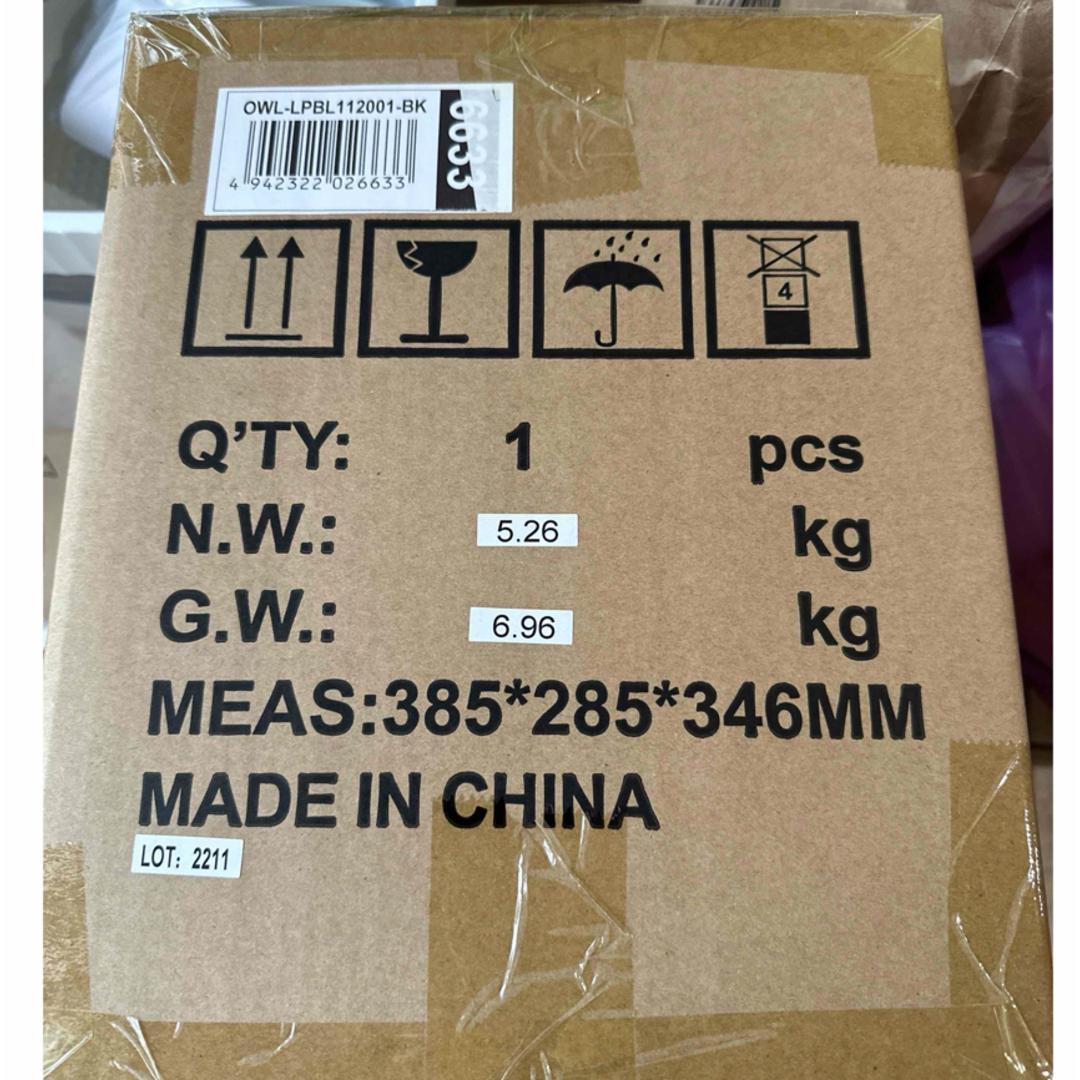 OWL-LPBL112001-BK
4 942322 026633
6633
4
Q’TY: 1 pcs
N.W.: 5.26 kg
G.W.: 6.96 kg
MEAS:385*285*346MM
MADE IN CHINA
LOT: 2211